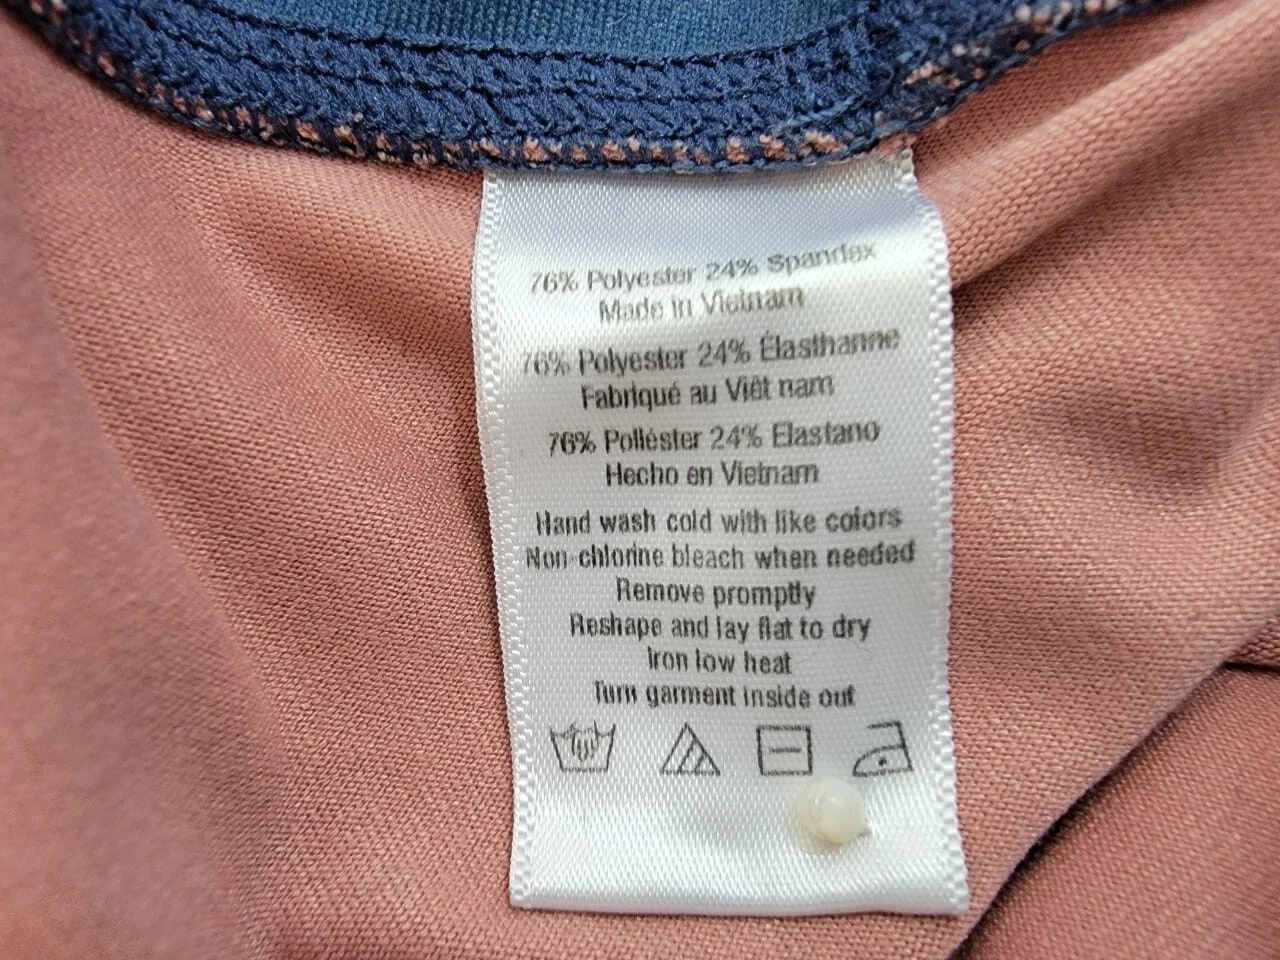 76% Polyester 24% Spandex
Made in Vietnam
76% Polyester 24% Élasthanne
Fabriqué au Viêt nam
76% Poliéster 24% Elastano
Hecho en Vietnam
Hand wash cold with like colors
Non-chlorine bleach when needed
Remove promptly
Reshape and lay flat to dry
Iron low heat
Turn garment inside out